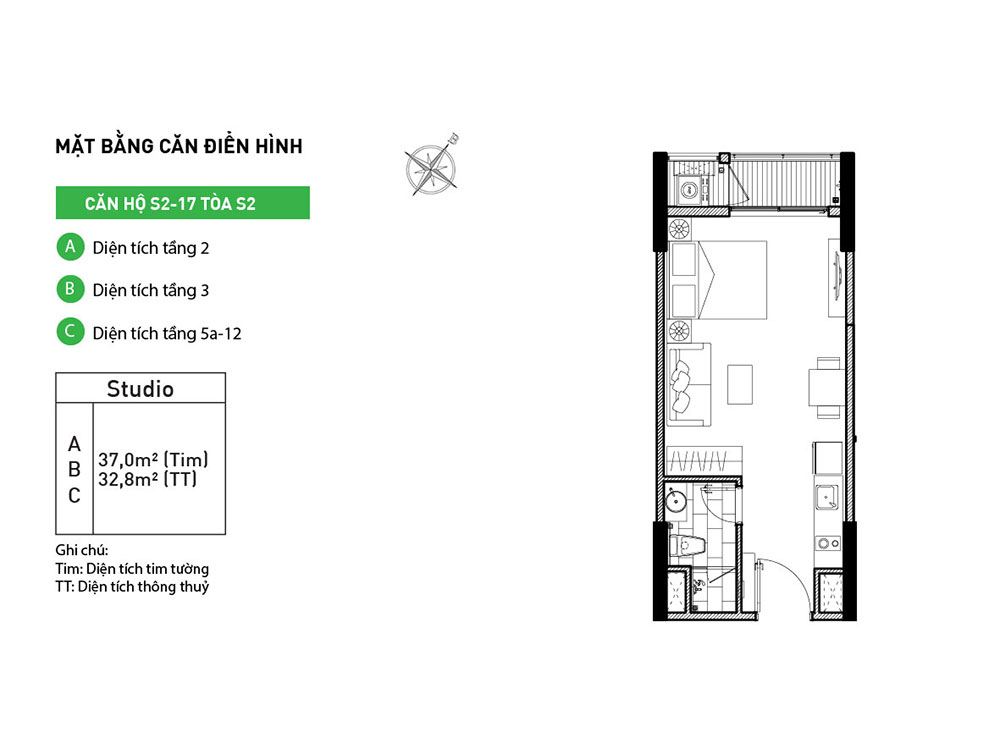 MẶT BẰNG CĂN ĐIỂN HÌNH
B
CĂN HỘ S2-17 TÒA S2
A Diện tích tầng 2
B Diện tích tầng 3
C Diện tích tầng 5a-12
Studio
A
B
C
37,0m² (Tim)
32,8m² (TT)
Ghi chú:
Tim: Diện tích tim tường
TT: Diện tích thông thuỷ